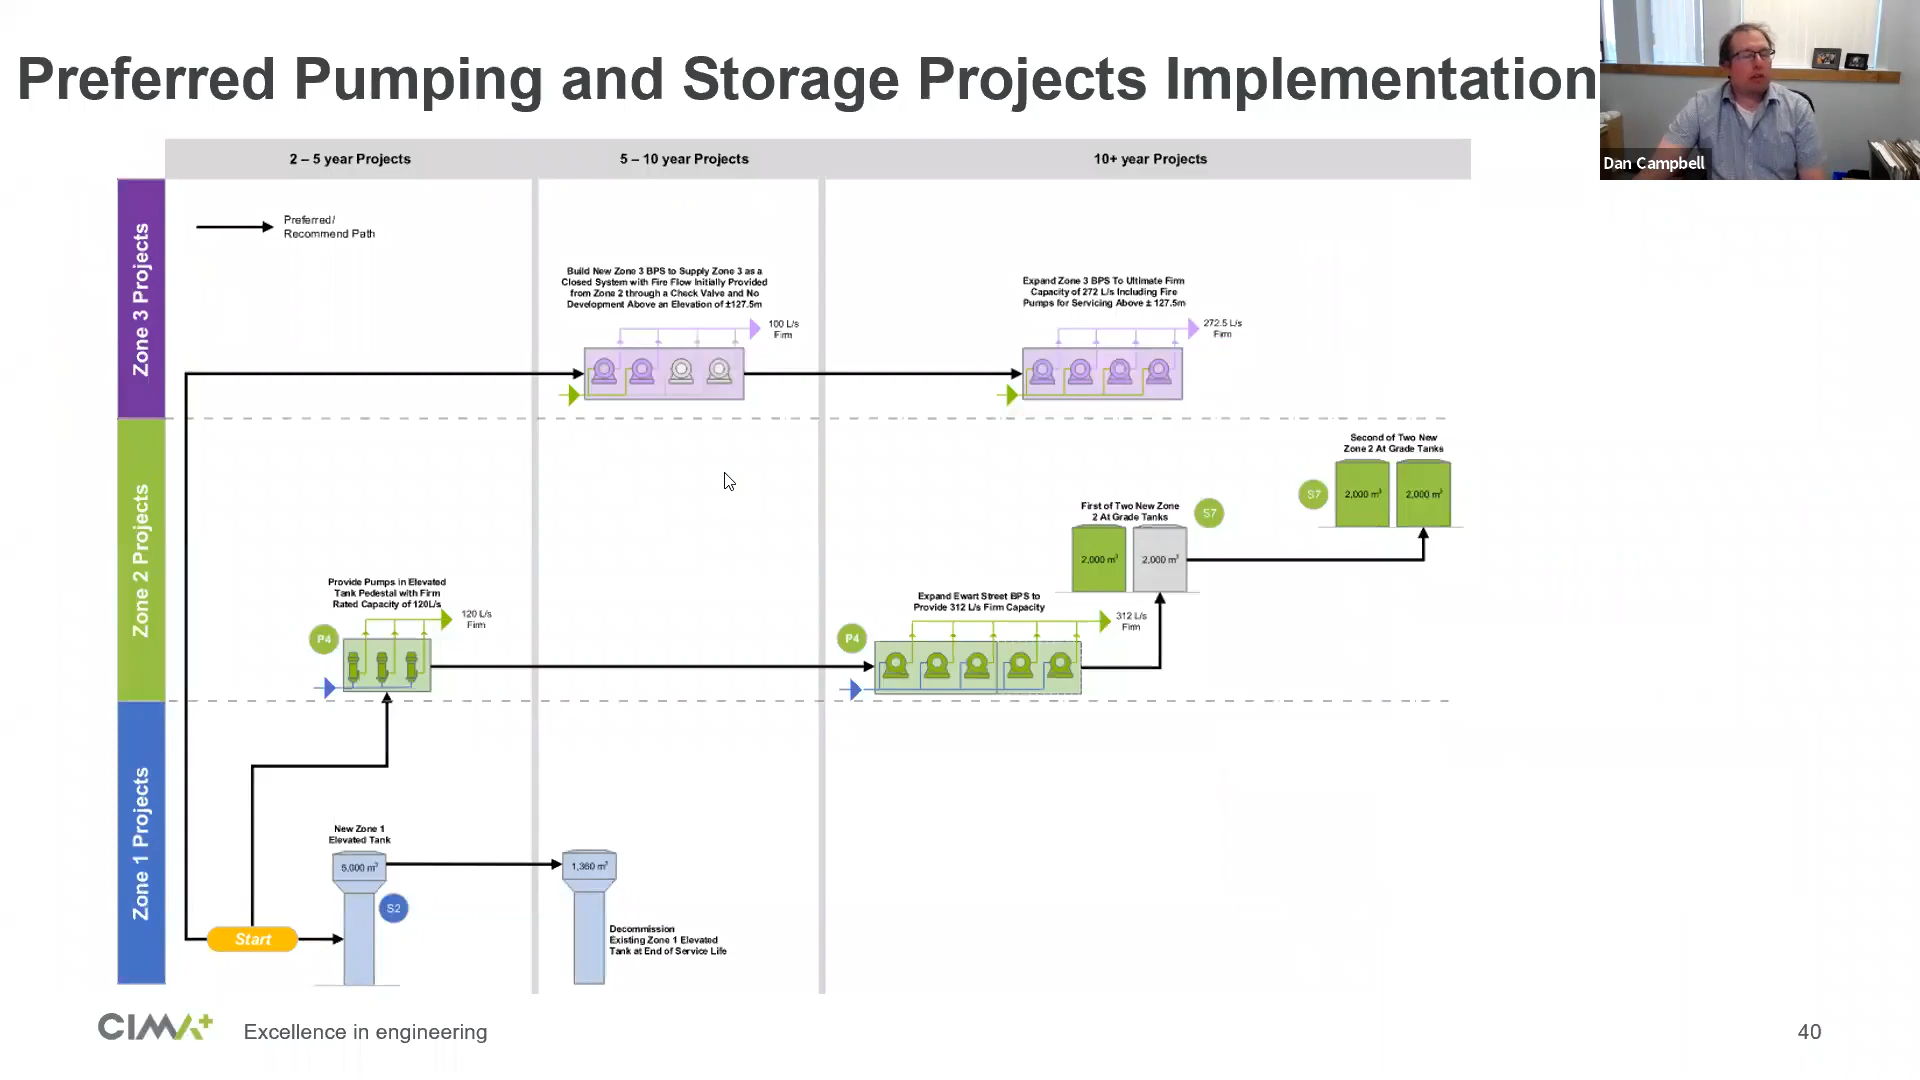 Preferred Pumping and Storage Projects Implementation
Dan Campbell
2 – 5 year Projects
5 – 10 year Projects
10+ year Projects
Zone 3 Projects
Preferred/
Recommend Path
Build New Zone 3 BPS to Supply Zone 3 as a
Closed System with Fire Flow Initially Provided
from Zone 2 through a Check Valve and No
Development Above an Elevation of ±127.5m
100 L/s
Firm
Expand Zone 3 BPS To Ultimate Firm
Capacity of 272 L/s Including Fire
Pumps for Servicing Above ± 127.5m
272.5 L/s
Firm
Zone 2 Projects
Second of Two New
Zone 2 At Grade Tanks
S7
2,000 m³
2,000 m³
First of Two New Zone
2 At Grade Tanks
S7
2,000 m³
2,000 m³
Provide Pumps in Elevated
Tank Pedestal with Firm
Rated Capacity of 120L/s
120 L/s
Firm
P4
Expand Ewart Street BPS to
Provide 312 L/s Firm Capacity
312 L/s
Firm
P4
Zone 1 Projects
New Zone 1
Elevated Tank
5,000 m³
S2
1,360 m³
Decommission
Existing Zone 1 Elevated
Tank at End of Service Life
Start
CIMA+
Excellence in engineering
40